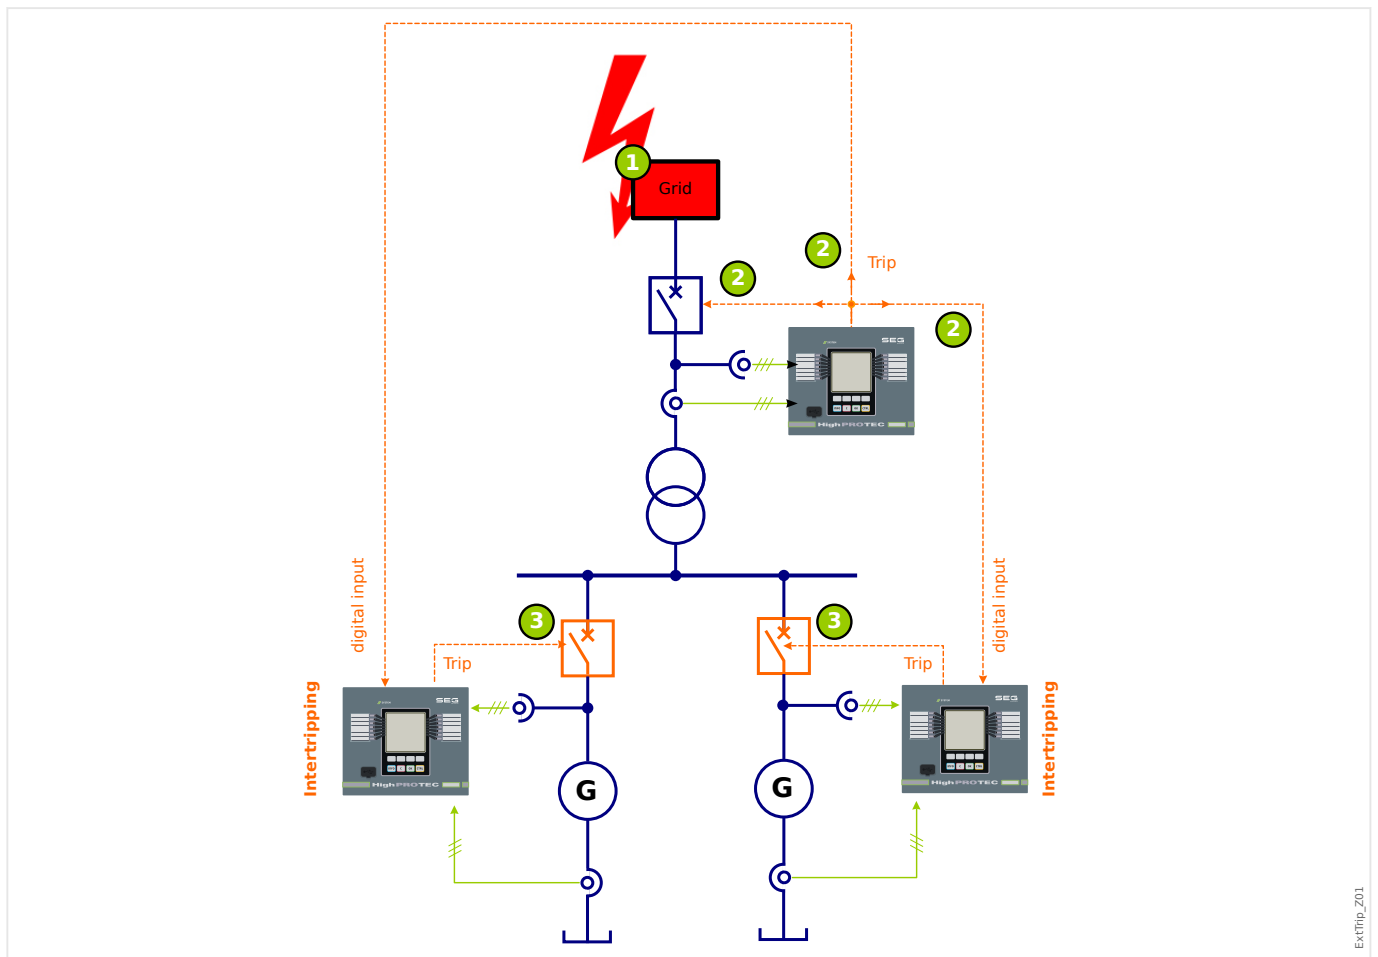 1
Grid
2
Trip
2
2
SEG
HighPROTEC
digital input
digital input
3
3
Trip
Trip
Intertripping
SEG
HighPROTEC
SEG
HighPROTEC
Intertripping
G
G
ExtTrip_Z01